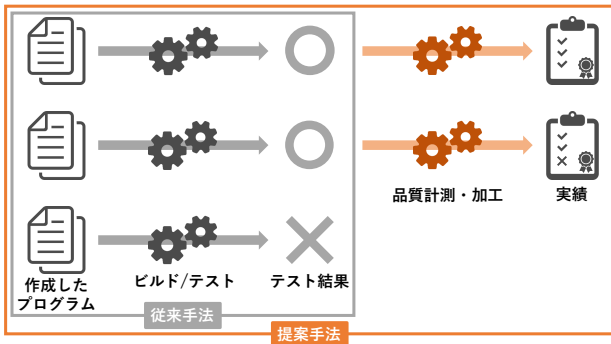 品質計測・加工
実績
作成した
プログラム
ビルド/テスト
テスト結果
従来手法
提案手法